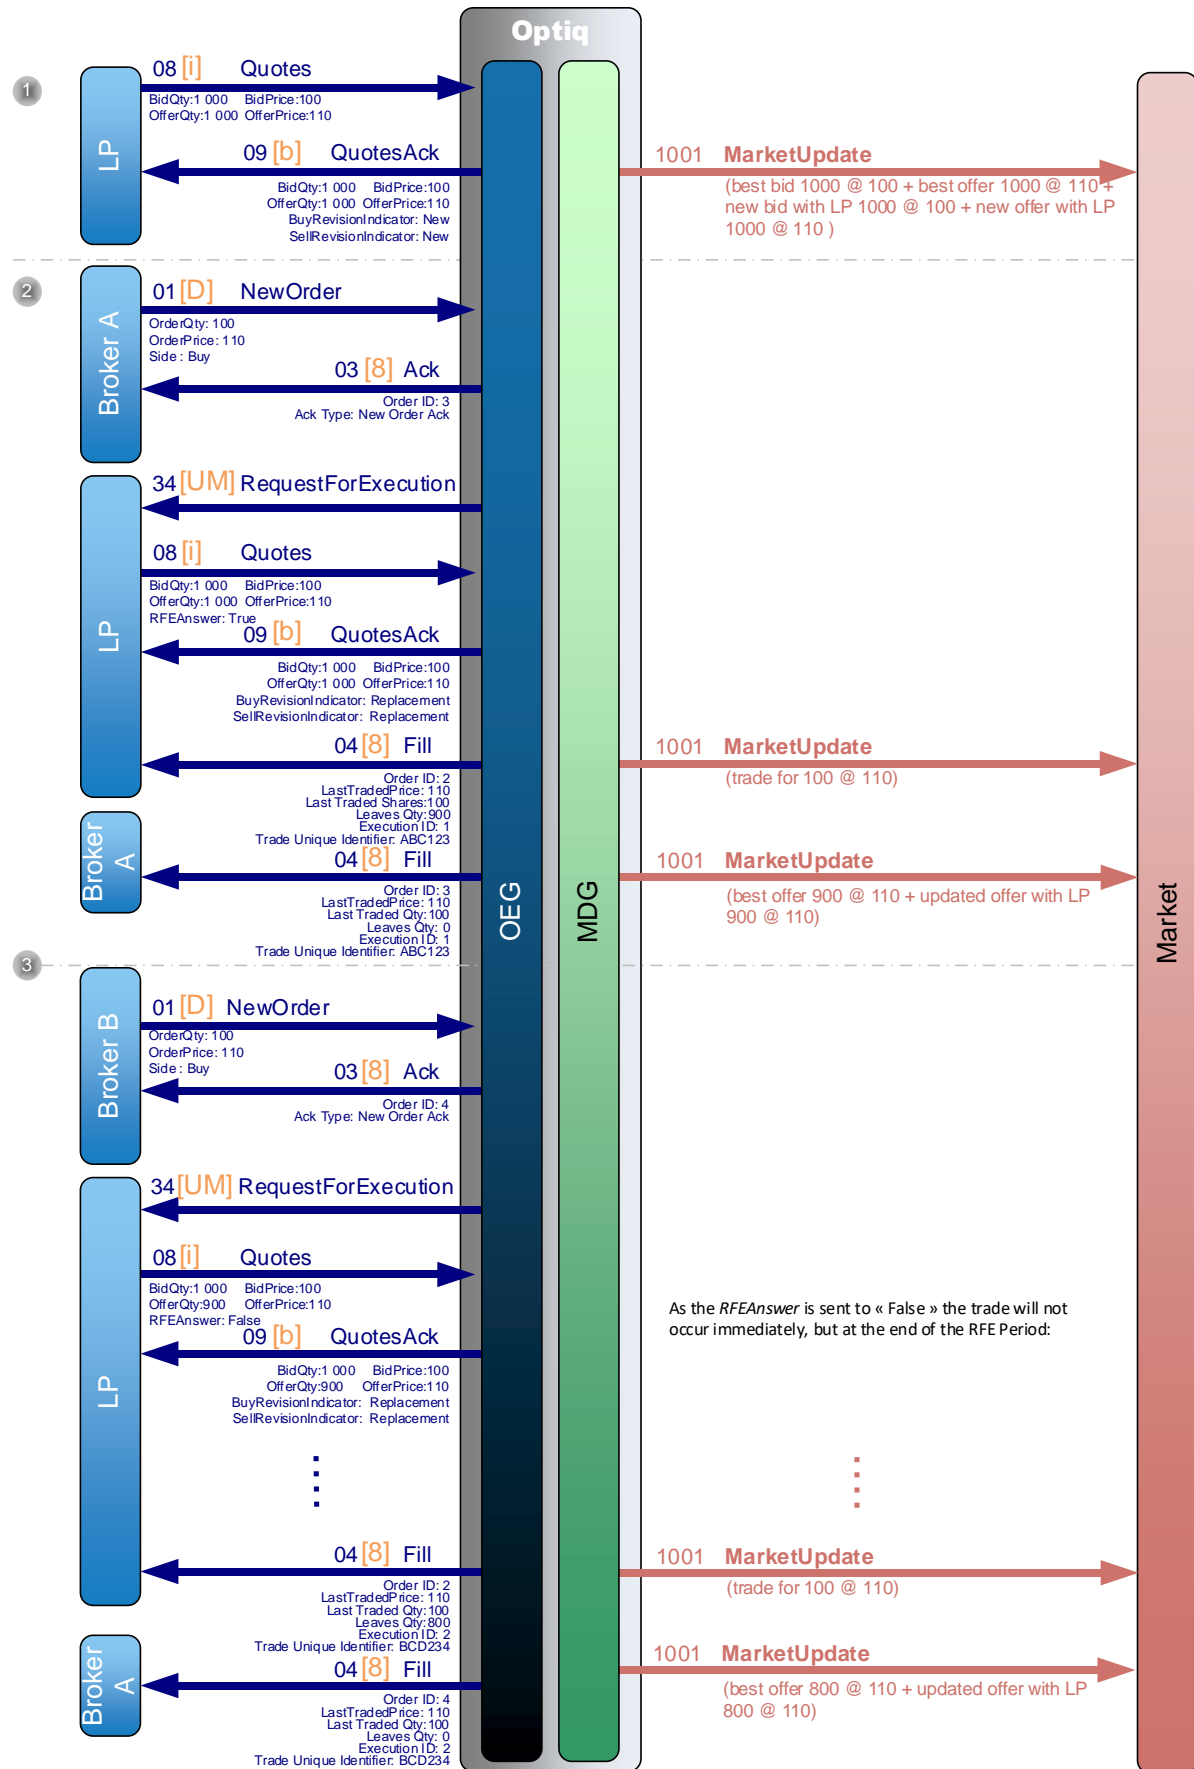 Optiq
1
LP
08 [i] Quotes
BidQty:1 000 BidPrice:100
OfferQty:1 000 OfferPrice:110
09 [b] QuotesAck
BidQty:1 000 BidPrice:100
OfferQty:1 000 OfferPrice:110
BuyRevisionIndicator: New
SellRevisionIndicator: New
1001 MarketUpdate
(best bid 1000 @ 100 + best offer 1000 @ 110 +
new bid with LP 1000 @ 100 + new offer with LP
1000 @ 110 )
2
Broker A
01 [D] NewOrder
OrderQty: 100
OrderPrice: 110
Side : Buy
03 [8] Ack
Order ID: 3
Ack Type: New Order Ack
LP
34 [UM] RequestForExecution
08 [i] Quotes
BidQty:1 000 BidPrice:100
OfferQty:1 000 OfferPrice:110
RFEAnswer: True
09 [b] QuotesAck
BidQty:1 000 BidPrice:100
OfferQty:1 000 OfferPrice:110
BuyRevisionIndicator: Replacement
SellRevisionIndicator: Replacement
04 [8] Fill
Order ID: 2
LastTradedPrice: 110
Last Traded Shares:100
Leaves Qty:900
Execution ID: 1
Trade Unique Identifier: ABC123
1001 MarketUpdate
(trade for 100 @ 110)
Broker
A
04 [8] Fill
Order ID: 3
LastTradedPrice: 110
Last Traded Qty:100
Leaves Qty: 0
Execution ID: 1
Trade Unique Identifier: ABC123
1001 MarketUpdate
(best offer 900 @ 110 + updated offer with LP
900 @ 110)
OEG
MDG
Market
3
Broker B
01 [D] NewOrder
OrderQty: 100
OrderPrice: 110
Side : Buy
03 [8] Ack
Order ID: 4
Ack Type: New Order Ack
LP
34 [UM] RequestForExecution
08 [i] Quotes
BidQty:1 000 BidPrice:100
OfferQty:900 OfferPrice:110
RFEAnswer: False
09 [b] QuotesAck
BidQty:1 000 BidPrice:100
OfferQty:900 OfferPrice:110
BuyRevisionIndicator: Replacement
SellRevisionIndicator: Replacement
As the RFEAnswer is sent to « False » the trade will not
occur immediately, but at the end of the RFE Period:
04 [8] Fill
Order ID: 2
LastTradedPrice: 110
Last Traded Qty:100
Leaves Qty:800
Execution ID: 2
Trade Unique Identifier: BCD234
1001 MarketUpdate
(trade for 100 @ 110)
Broker
A
04 [8] Fill
Order ID: 4
LastTradedPrice: 110
Last Traded Qty:100
Leaves Qty: 0
Execution ID: 2
Trade Unique Identifier: BCD234
1001 MarketUpdate
(best offer 800 @ 110 + updated offer with LP
800 @ 110)